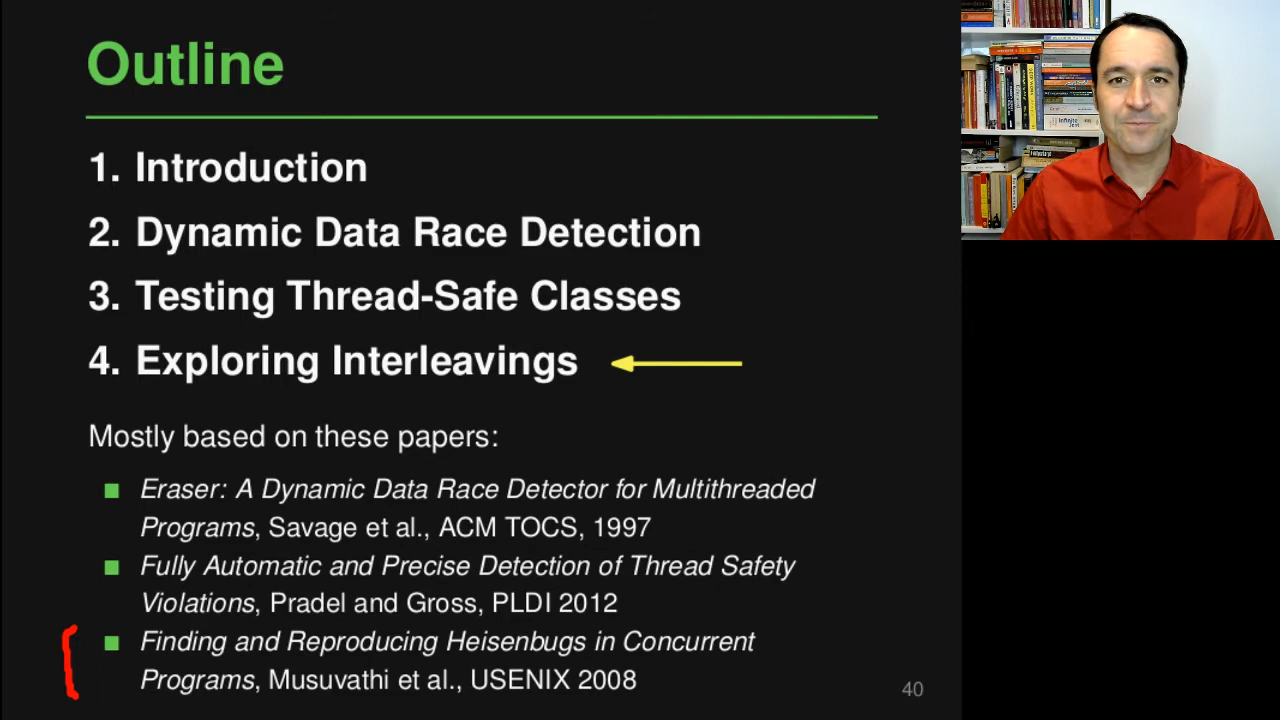 Outline
1. Introduction
2. Dynamic Data Race Detection
3. Testing Thread-Safe Classes
4. Exploring Interleavings
Mostly based on these papers:
Eraser: A Dynamic Data Race Detector for Multithreaded
Programs, Savage et al., ACM TOCS, 1997
Fully Automatic and Precise Detection of Thread Safety
Violations, Pradel and Gross, PLDI 2012
Finding and Reproducing Heisenbugs in Concurrent
Programs, Musuvathi et al., USENIX 2008
40
Infinite
Jest